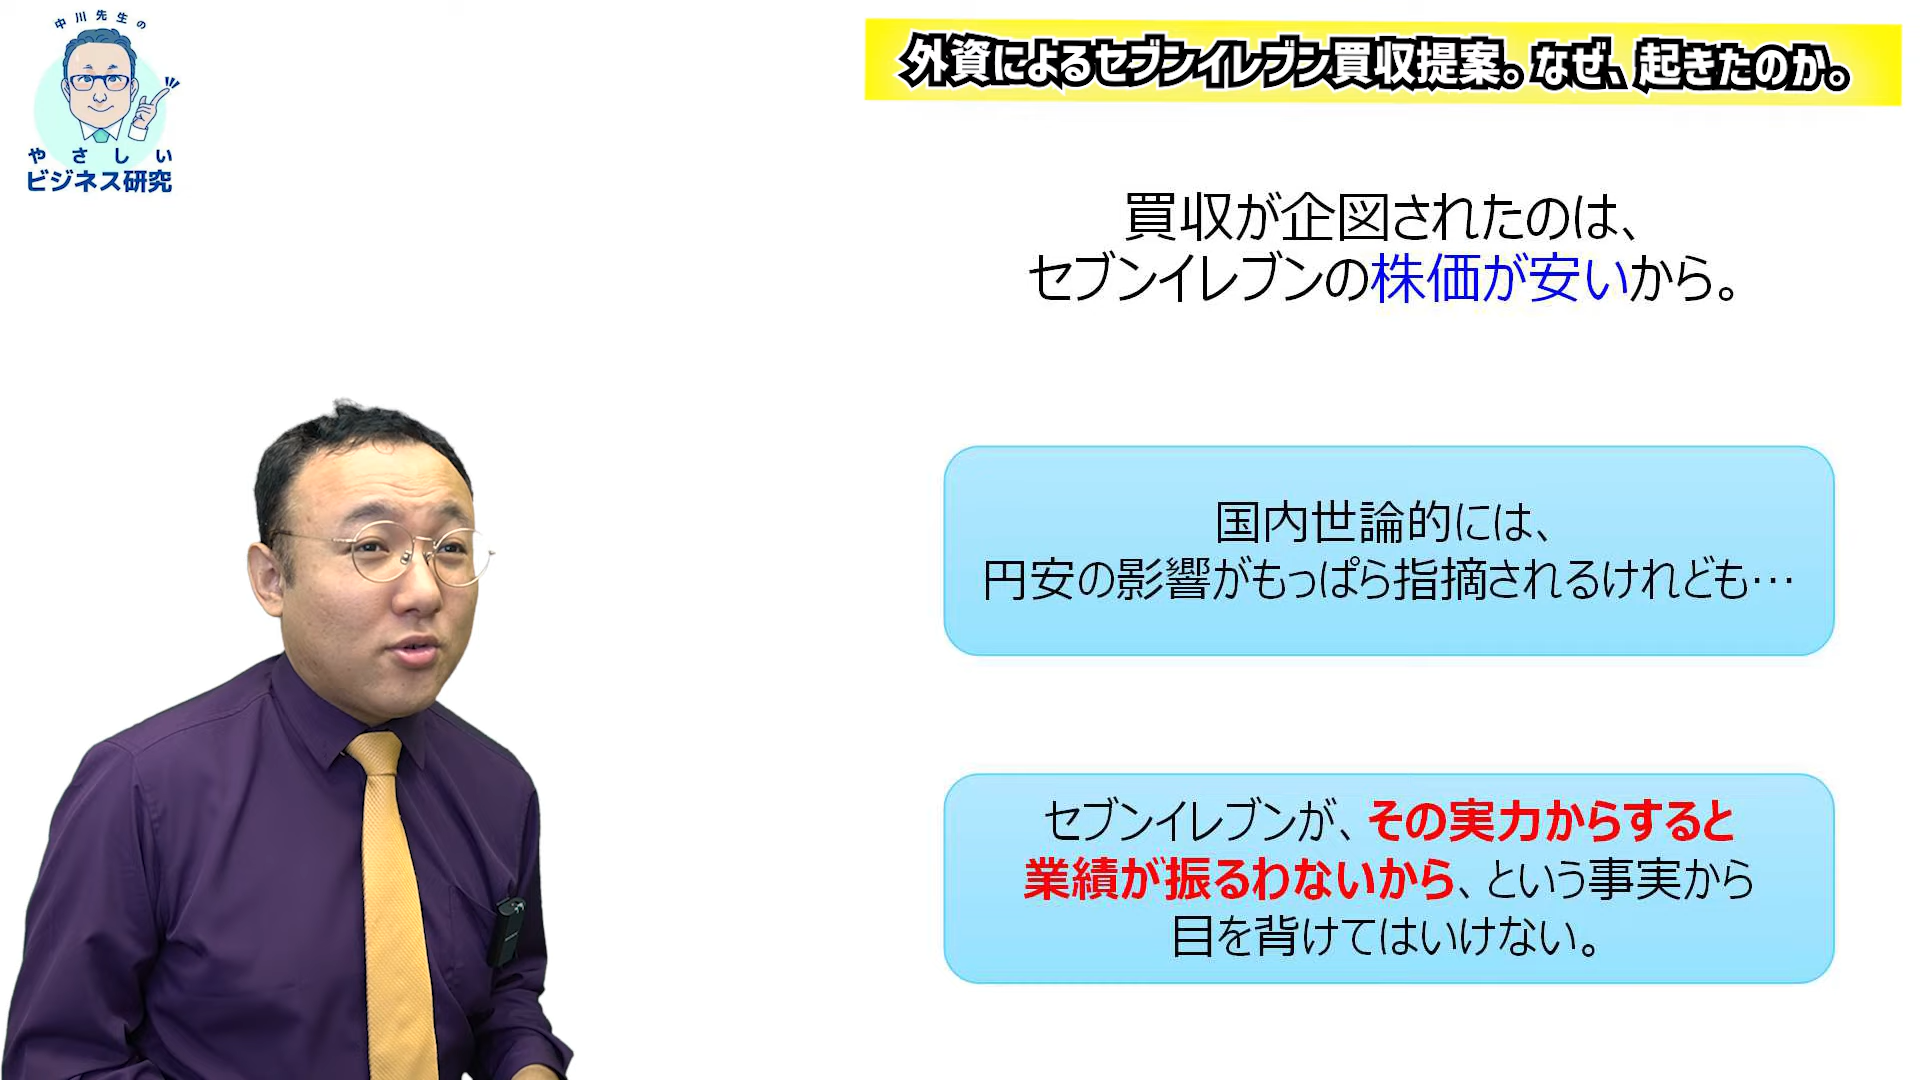 中川先生の
やさしい
ビジネス研究
外資によるセブンイレブン買収提案。なぜ、起きたのか。
買収が企図されたのは、
セブンイレブンの株価が安いから。
国内世論的には、
円安の影響がもっぱら指摘されるけれども…
セブンイレブンが、その実力からすると
業績が振るわないから、という事実から
目を背けてはいけない。